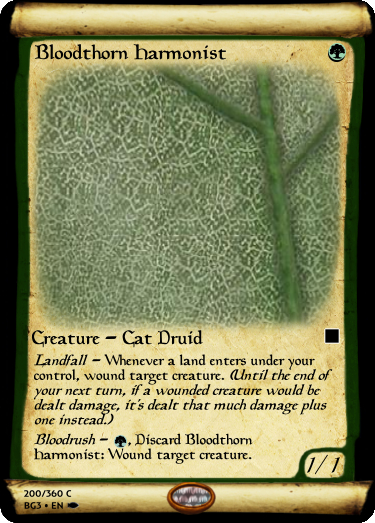 Bloodthorn Harmonist
Creature – Cat Druid
Landfall – Whenever a land enters under your
control, wound target creature. (Until the end of
your next turn, if a wounded creature would be
dealt damage, it's dealt that much damage plus
one instead.)
Bloodrush – , Discard Bloodthorn
Harmonist: Wound target creature.
1/1
200/360 C
BG3 • EN